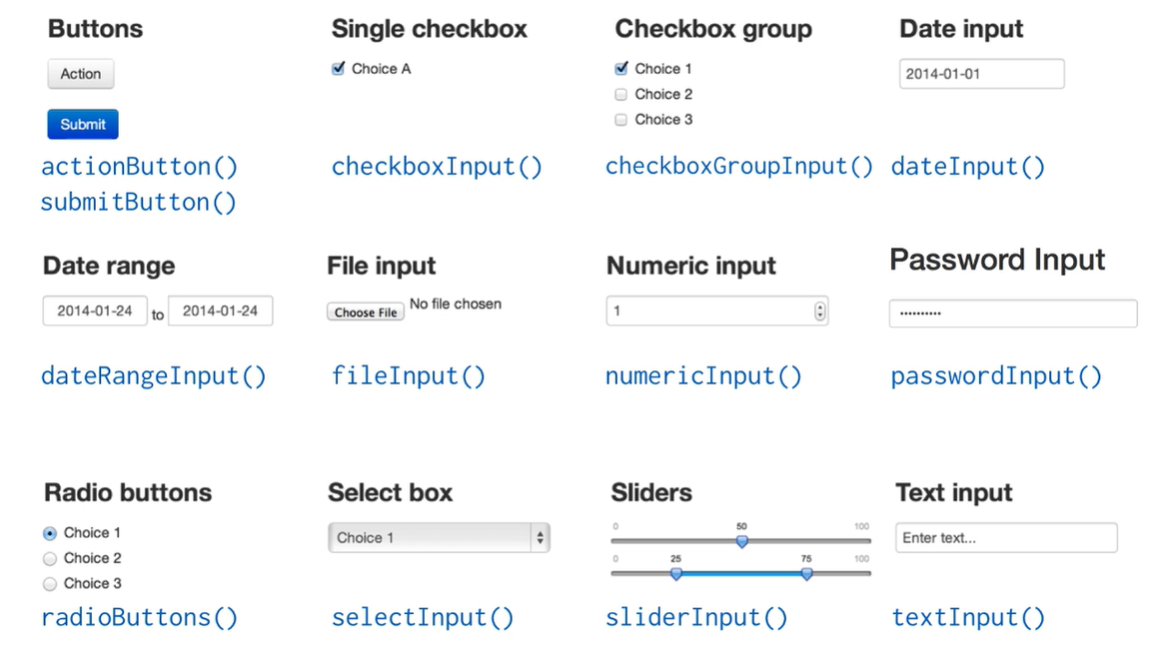 Buttons
Action
Submit
actionButton()
submitButton()
Single checkbox
Choice A
checkboxInput()
Checkbox group
Choice 1
Choice 2
Choice 3
checkboxGroupInput()
Date input
2014-01-01
dateInput()
Date range
2014-01-24 to 2014-01-24
dateRangeInput()
File input
Choose File No file chosen
fileInput()
Numeric input
1
numericInput()
Password Input
••••••••••
passwordInput()
Radio buttons
Choice 1
Choice 2
Choice 3
radioButtons()
Select box
Choice 1
selectInput()
Sliders
0 50 100
0 25 75 100
sliderInput()
Text input
Enter text...
textInput()